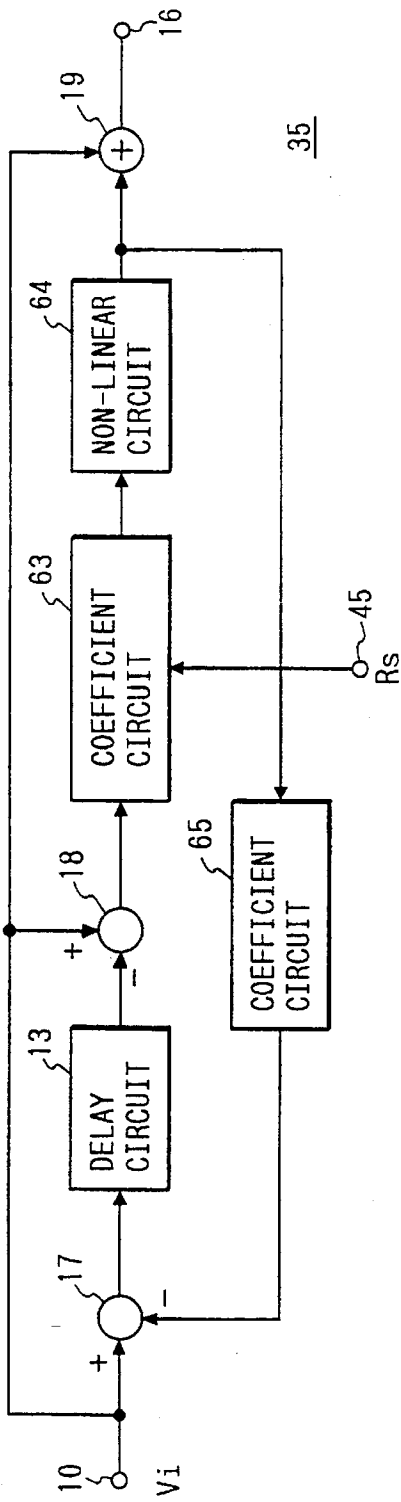 10
Vi
+
17
-
DELAY
CIRCUIT
13
+
-
18
COEFFICIENT
CIRCUIT
63
NON-LINEAR
CIRCUIT
64
+
19
16
COEFFICIENT
CIRCUIT
65
45
Rs
35